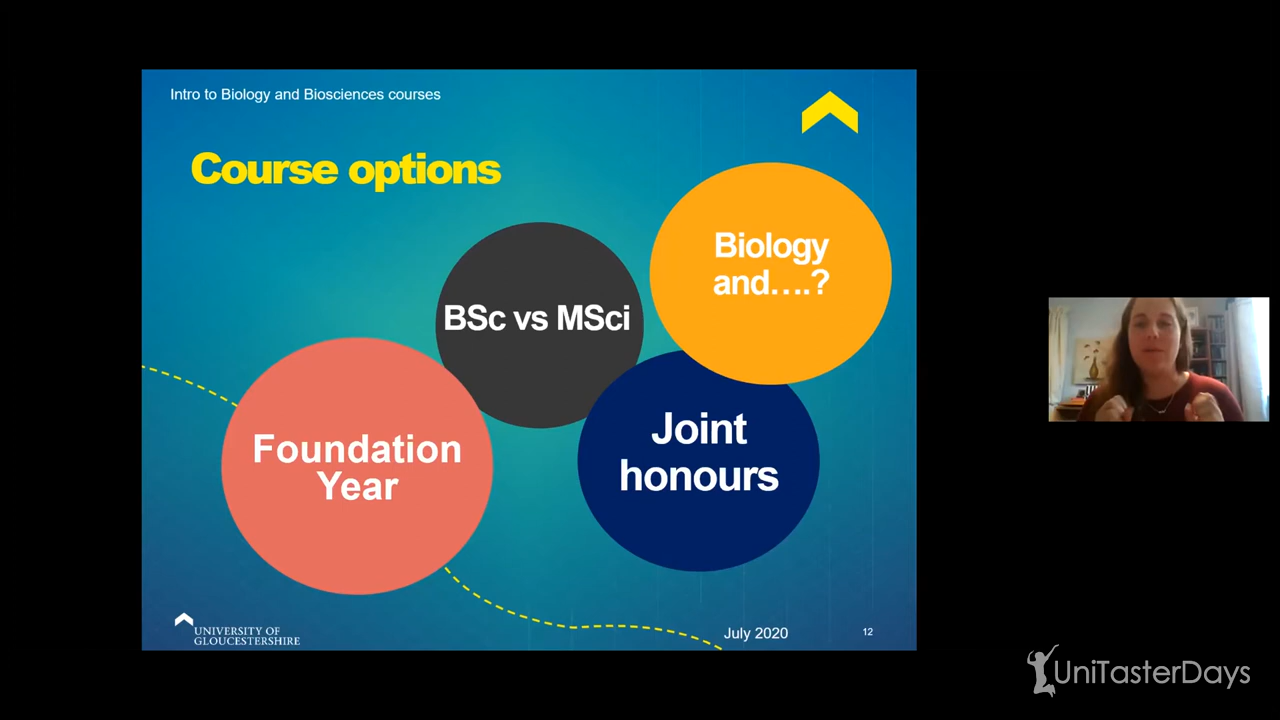 Intro to Biology and Biosciences courses
Course options
Biology
and....?
BSc vs MSci
Joint
honours
Foundation
Year
UNIVERSITY OF
GLOUCESTERSHIRE
July 2020
12
UniTasterDays